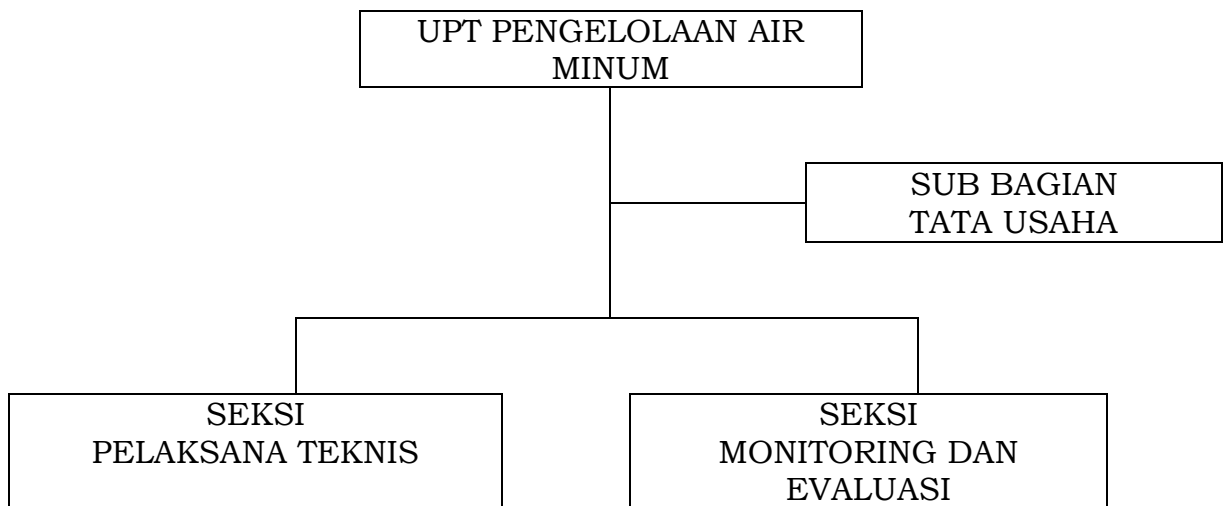 UPT PENGELOLAAN AIR
MINUM
SUB BAGIAN
TATA USAHA
SEKSI
PELAKSANA TEKNIS
SEKSI
MONITORING DAN
EVALUASI